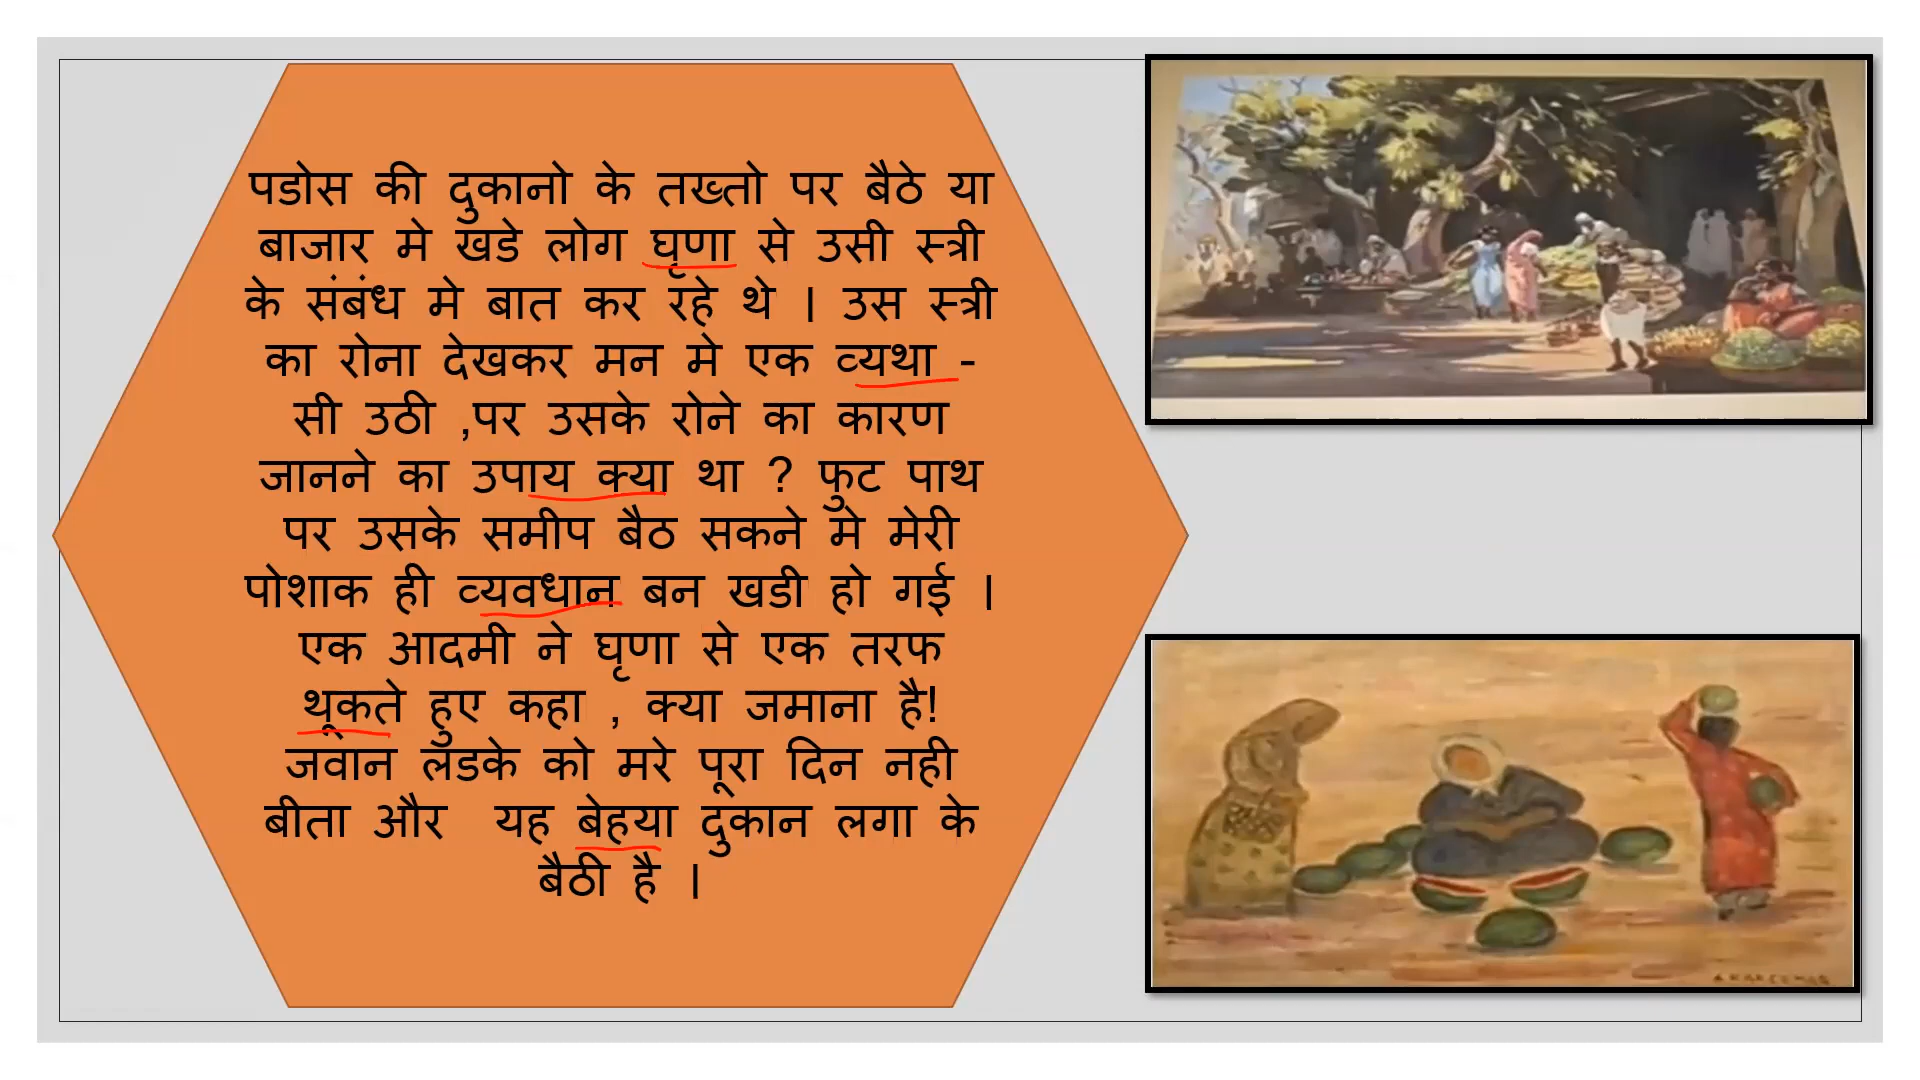 पडोस की दुकानो के तख्तो पर बैठे या
बाजार मे खडे लोग घृणा से उसी स्त्री
के संबंध मे बात कर रहे थे । उस स्त्री
का रोना देखकर मन मे एक व्यथा -
सी उठी ,पर उसके रोने का कारण
जानने का उपाय क्या था ? फुट पाथ
पर उसके समीप बैठ सकने मे मेरी
पोशाक ही व्यवधान बन खडी हो गई ।
एक आदमी ने घृणा से एक तरफ
थूकते हुए कहा , क्या जमाना है!
जवान लडके को मरे पूरा दिन नही
बीता और यह बेहया दुकान लगा के
बैठी है ।